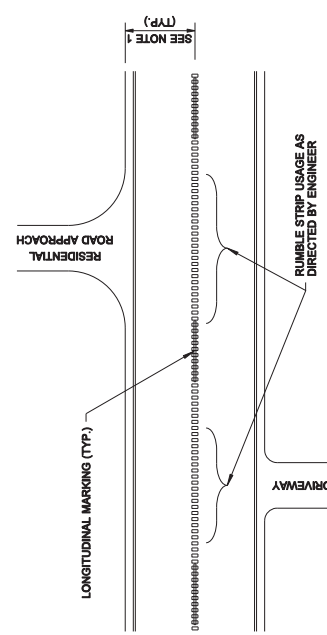 SEE NOTE 1
(TYP.)
RESIDENTIAL
ROAD APPROACH
LONGITUDINAL MARKING (TYP.)
RUMBLE STRIP USAGE AS
DIRECTED BY ENGINEER
DRIVEWAY